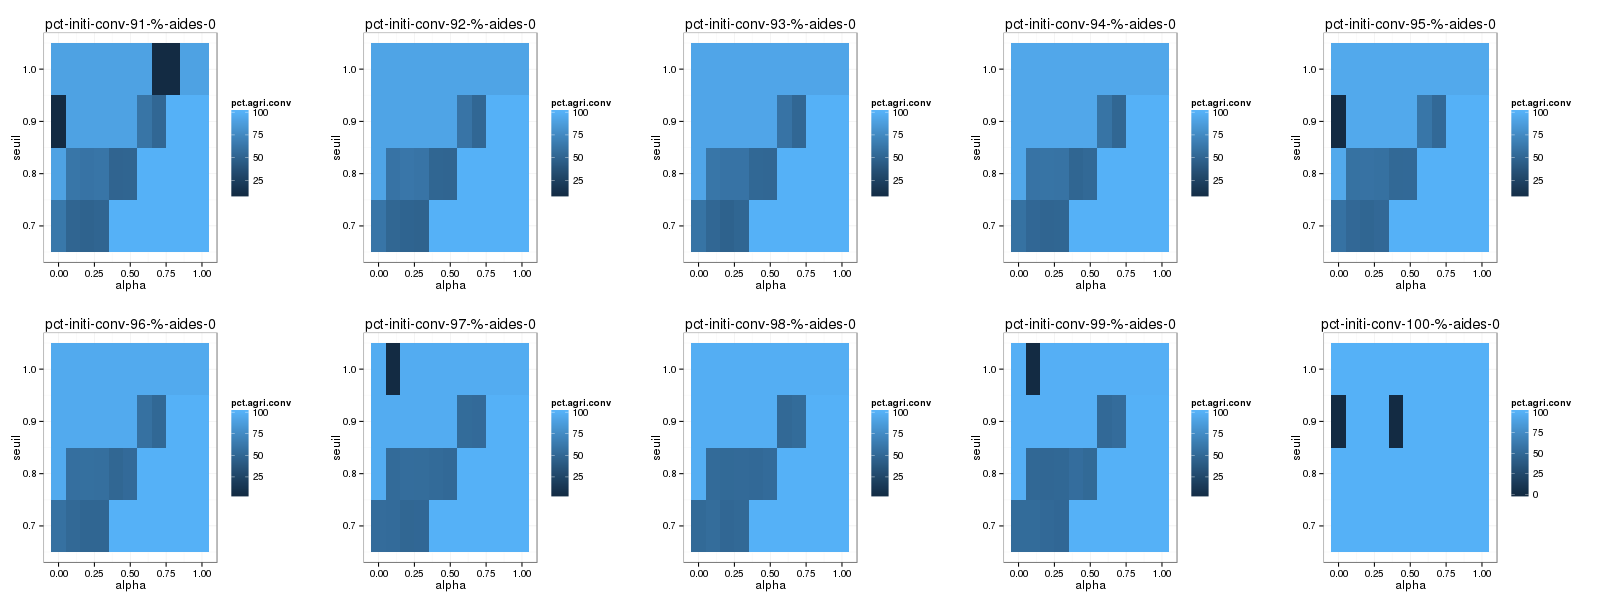 pct-initi-conv-91-%-aides-0
pct-initi-conv-92-%-aides-0
pct-initi-conv-93-%-aides-0
pct-initi-conv-94-%-aides-0
pct-initi-conv-95-%-aides-0
seuil
1.0
0.9
0.8
0.7
0.00 0.25 0.50 0.75 1.00
alpha
pct.agri.conv
100
75
50
25
seuil
1.0
0.9
0.8
0.7
0.00 0.25 0.50 0.75 1.00
alpha
pct.agri.conv
100
75
50
25
seuil
1.0
0.9
0.8
0.7
0.00 0.25 0.50 0.75 1.00
alpha
pct.agri.conv
100
75
50
25
seuil
1.0
0.9
0.8
0.7
0.00 0.25 0.50 0.75 1.00
alpha
pct.agri.conv
100
75
50
25
seuil
1.0
0.9
0.8
0.7
0.00 0.25 0.50 0.75 1.00
alpha
pct.agri.conv
100
75
50
25
pct-initi-conv-96-%-aides-0
pct-initi-conv-97-%-aides-0
pct-initi-conv-98-%-aides-0
pct-initi-conv-99-%-aides-0
pct-initi-conv-100-%-aides-0
seuil
1.0
0.9
0.8
0.7
0.00 0.25 0.50 0.75 1.00
alpha
pct.agri.conv
100
75
50
25
seuil
1.0
0.9
0.8
0.7
0.00 0.25 0.50 0.75 1.00
alpha
pct.agri.conv
100
75
50
25
seuil
1.0
0.9
0.8
0.7
0.00 0.25 0.50 0.75 1.00
alpha
pct.agri.conv
100
75
50
25
seuil
1.0
0.9
0.8
0.7
0.00 0.25 0.50 0.75 1.00
alpha
pct.agri.conv
100
75
50
25
seuil
1.0
0.9
0.8
0.7
0.00 0.25 0.50 0.75 1.00
alpha
pct.agri.conv
100
75
50
25
0